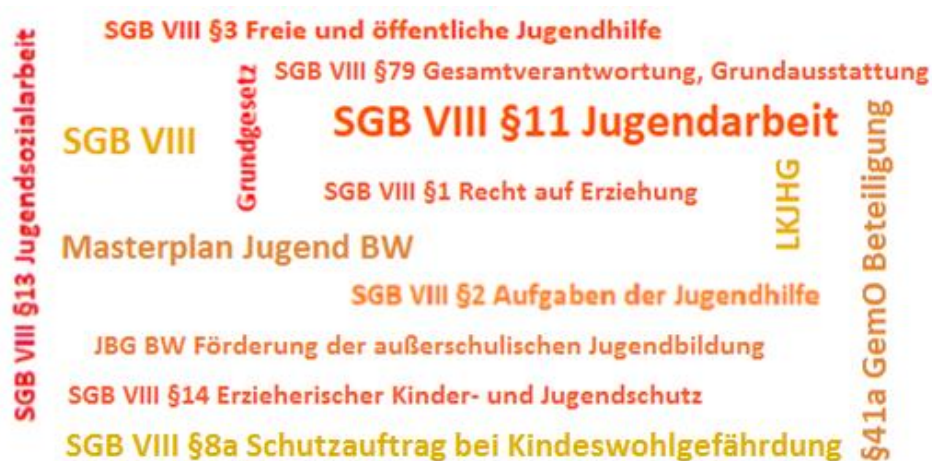 SGB VIII §3 Freie und öffentliche Jugendhilfe
SGB VIII §79 Gesamtverantwortung, Grundausstattung
SGB VIII §13 Jugendsozialarbeit
Grundgesetz
SGB VIII §11 Jugendarbeit
SGB VIII
SGB VIII §1 Recht auf Erziehung
LKJHG
§41a GemO Beteiligung
Masterplan Jugend BW
SGB VIII §2 Aufgaben der Jugendhilfe
JBG BW Förderung der außerschulischen Jugendbildung
SGB VIII §14 Erzieherischer Kinder- und Jugendschutz
SGB VIII §8a Schutzauftrag bei Kindeswohlgefährdung